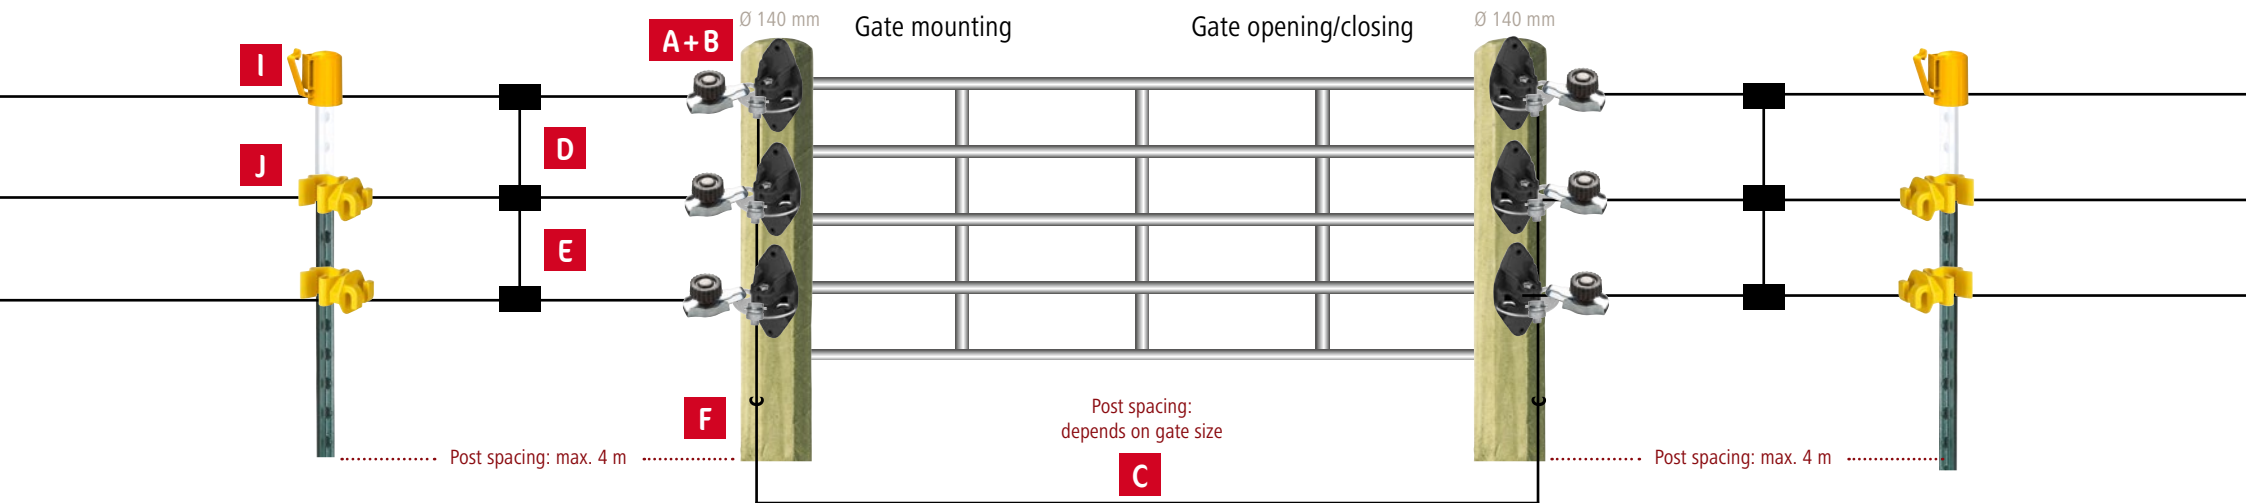 Ø 140 mm
Gate mounting
Gate opening/closing
Ø 140 mm
A+B
I
D
J
E
F
Post spacing:
depends on gate size
Post spacing: max. 4 m
Post spacing: max. 4 m
C